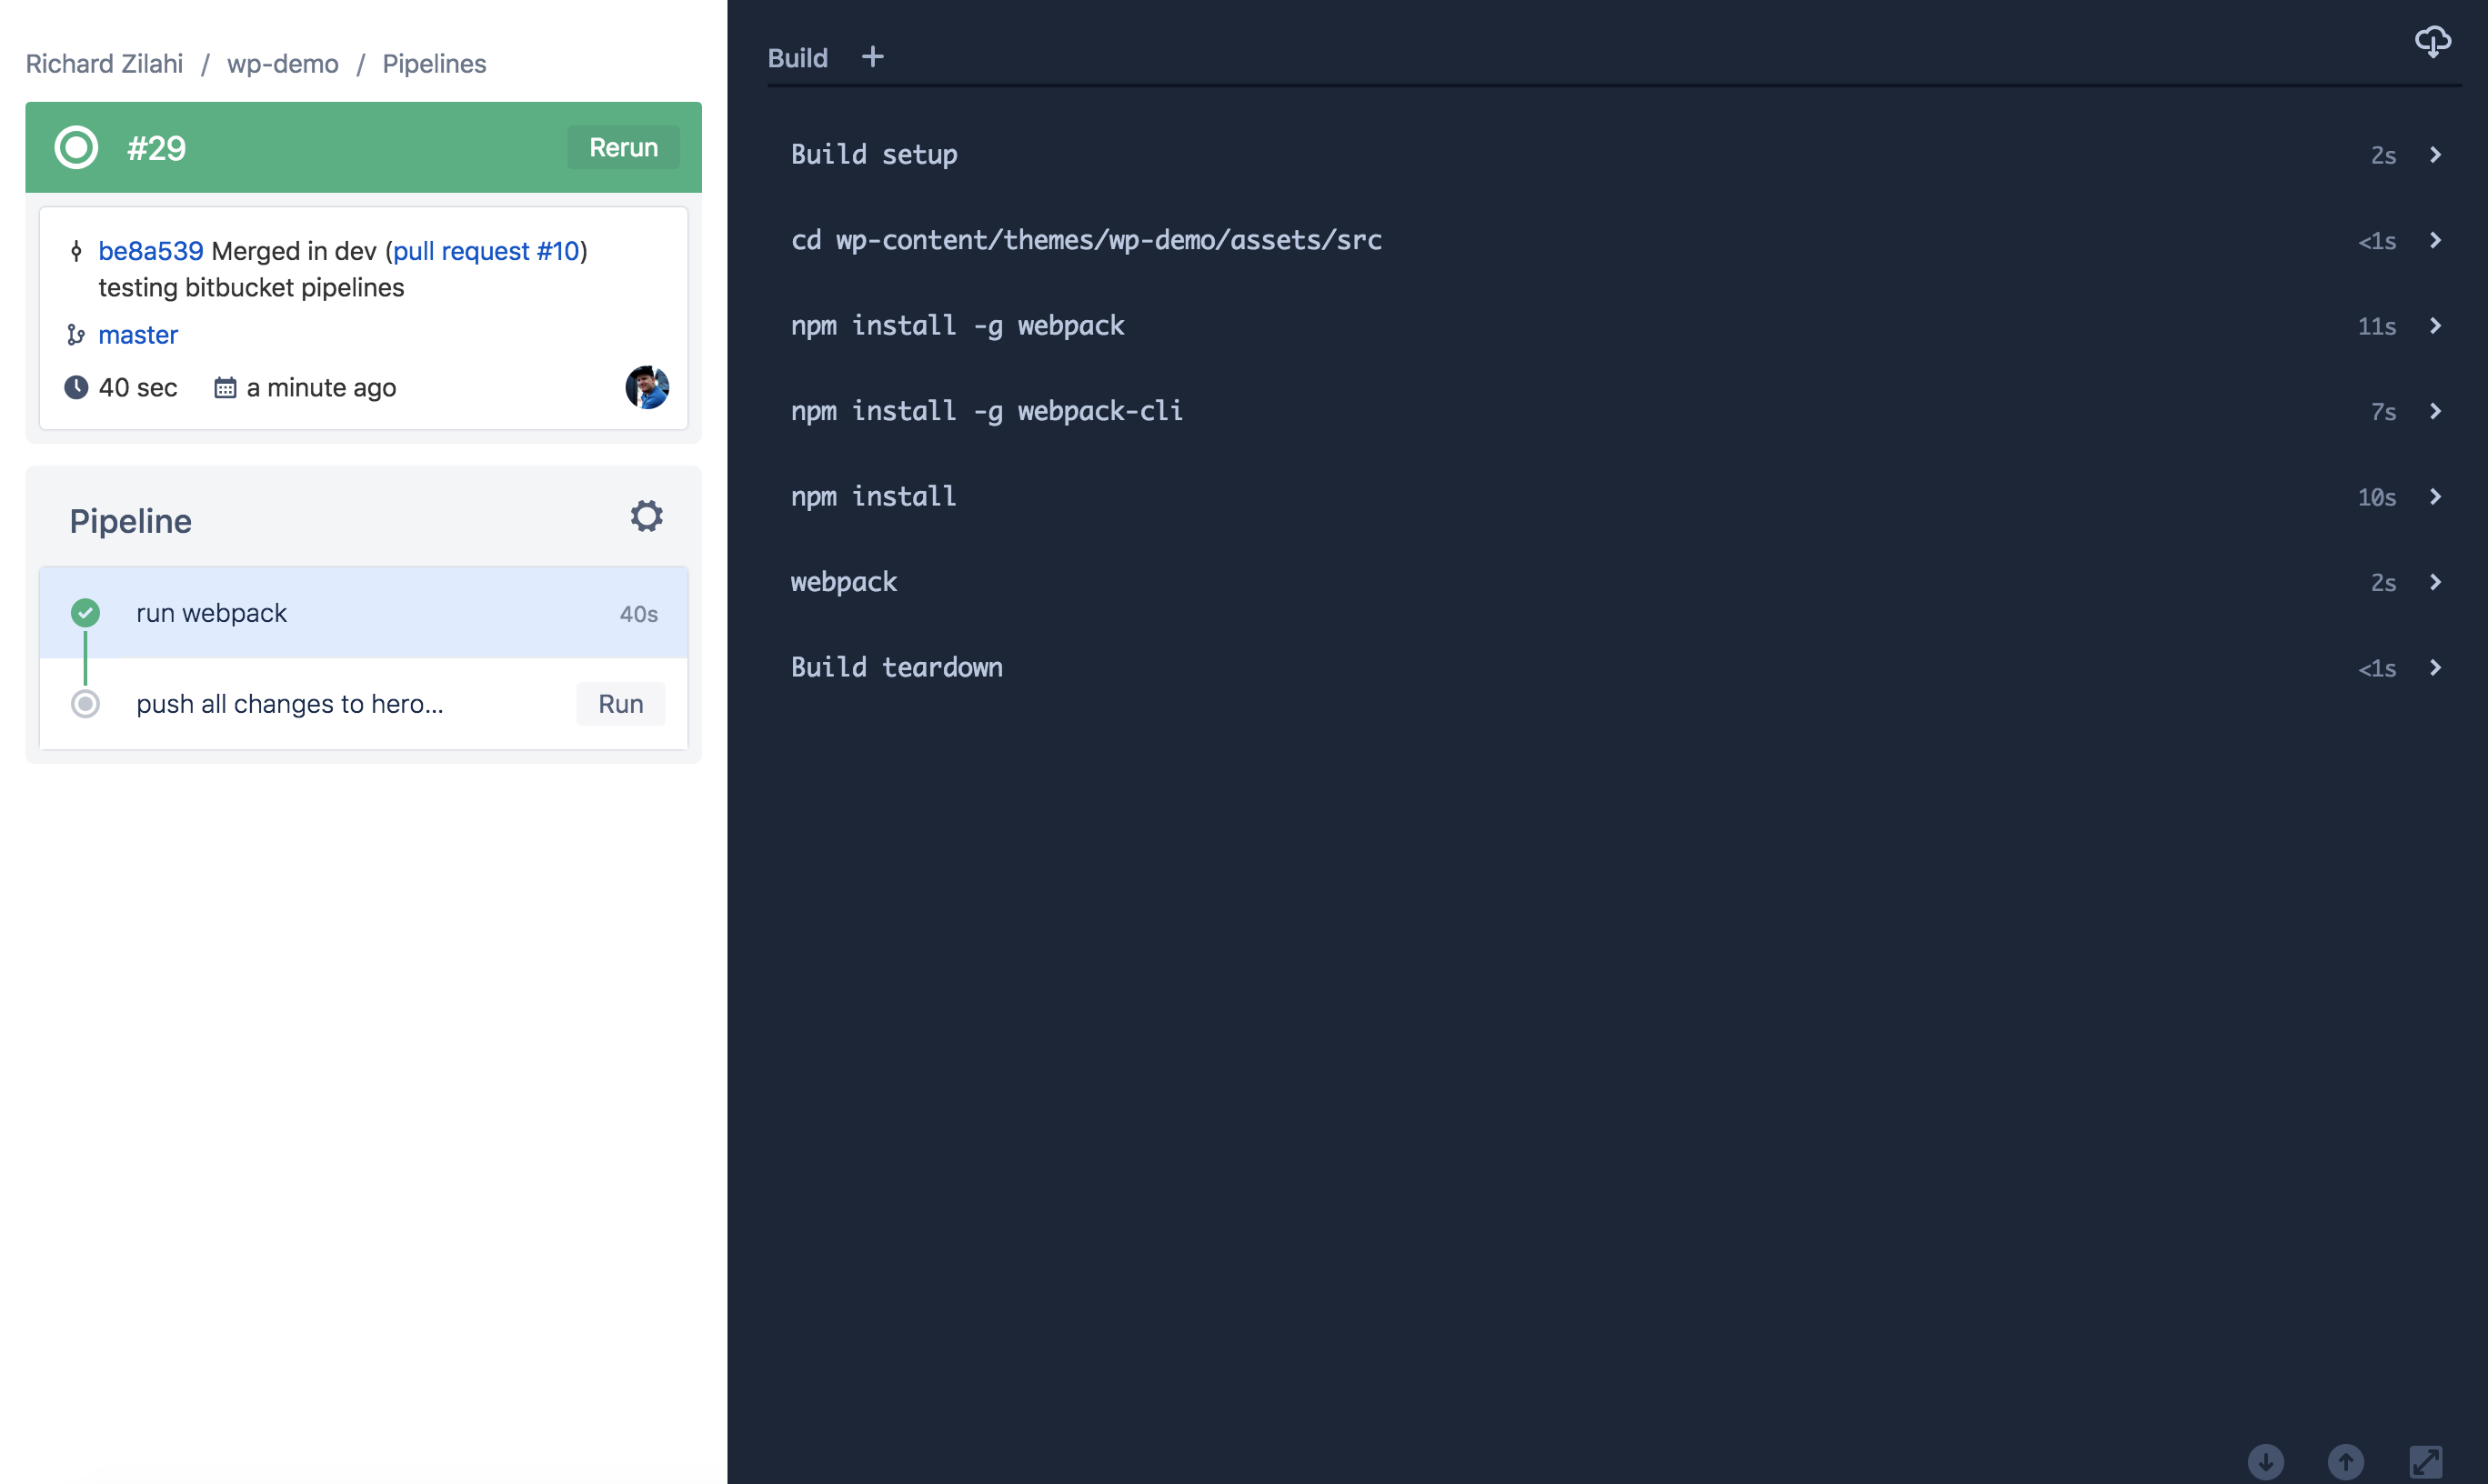 Richard Zilahi / wp-demo / Pipelines
#29
Rerun
be8a539 Merged in dev (pull request #10)
testing bitbucket pipelines
master
40 sec
a minute ago
Pipeline
run webpack
40s
push all changes to hero...
Run
Build +
Build setup
2s
cd wp-content/themes/wp-demo/assets/src
<1s
npm install -g webpack
11s
npm install -g webpack-cli
7s
npm install
10s
webpack
2s
Build teardown
<1s